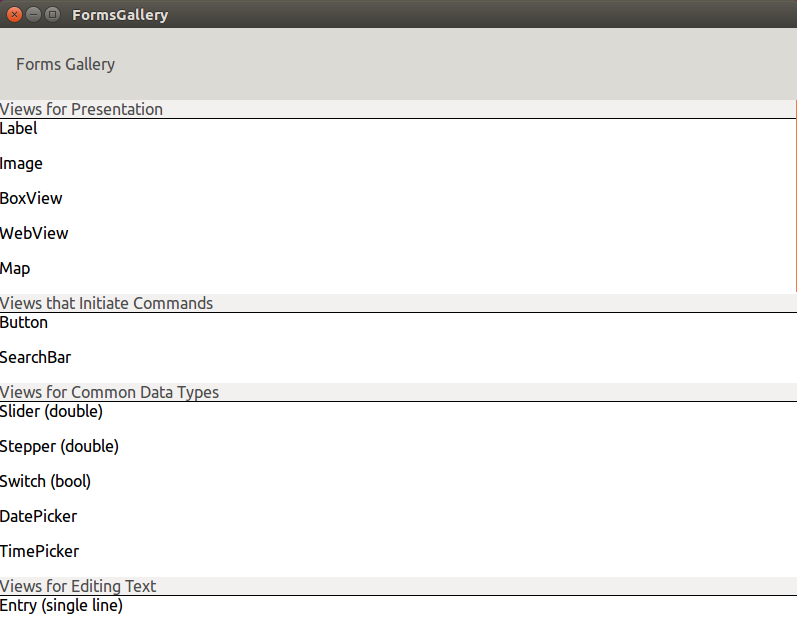 FormsGallery
Forms Gallery
Views for Presentation
Label
Image
BoxView
WebView
Map
Views that Initiate Commands
Button
SearchBar
Views for Common Data Types
Slider (double)
Stepper (double)
Switch (bool)
DatePicker
TimePicker
Views for Editing Text
Entry (single line)